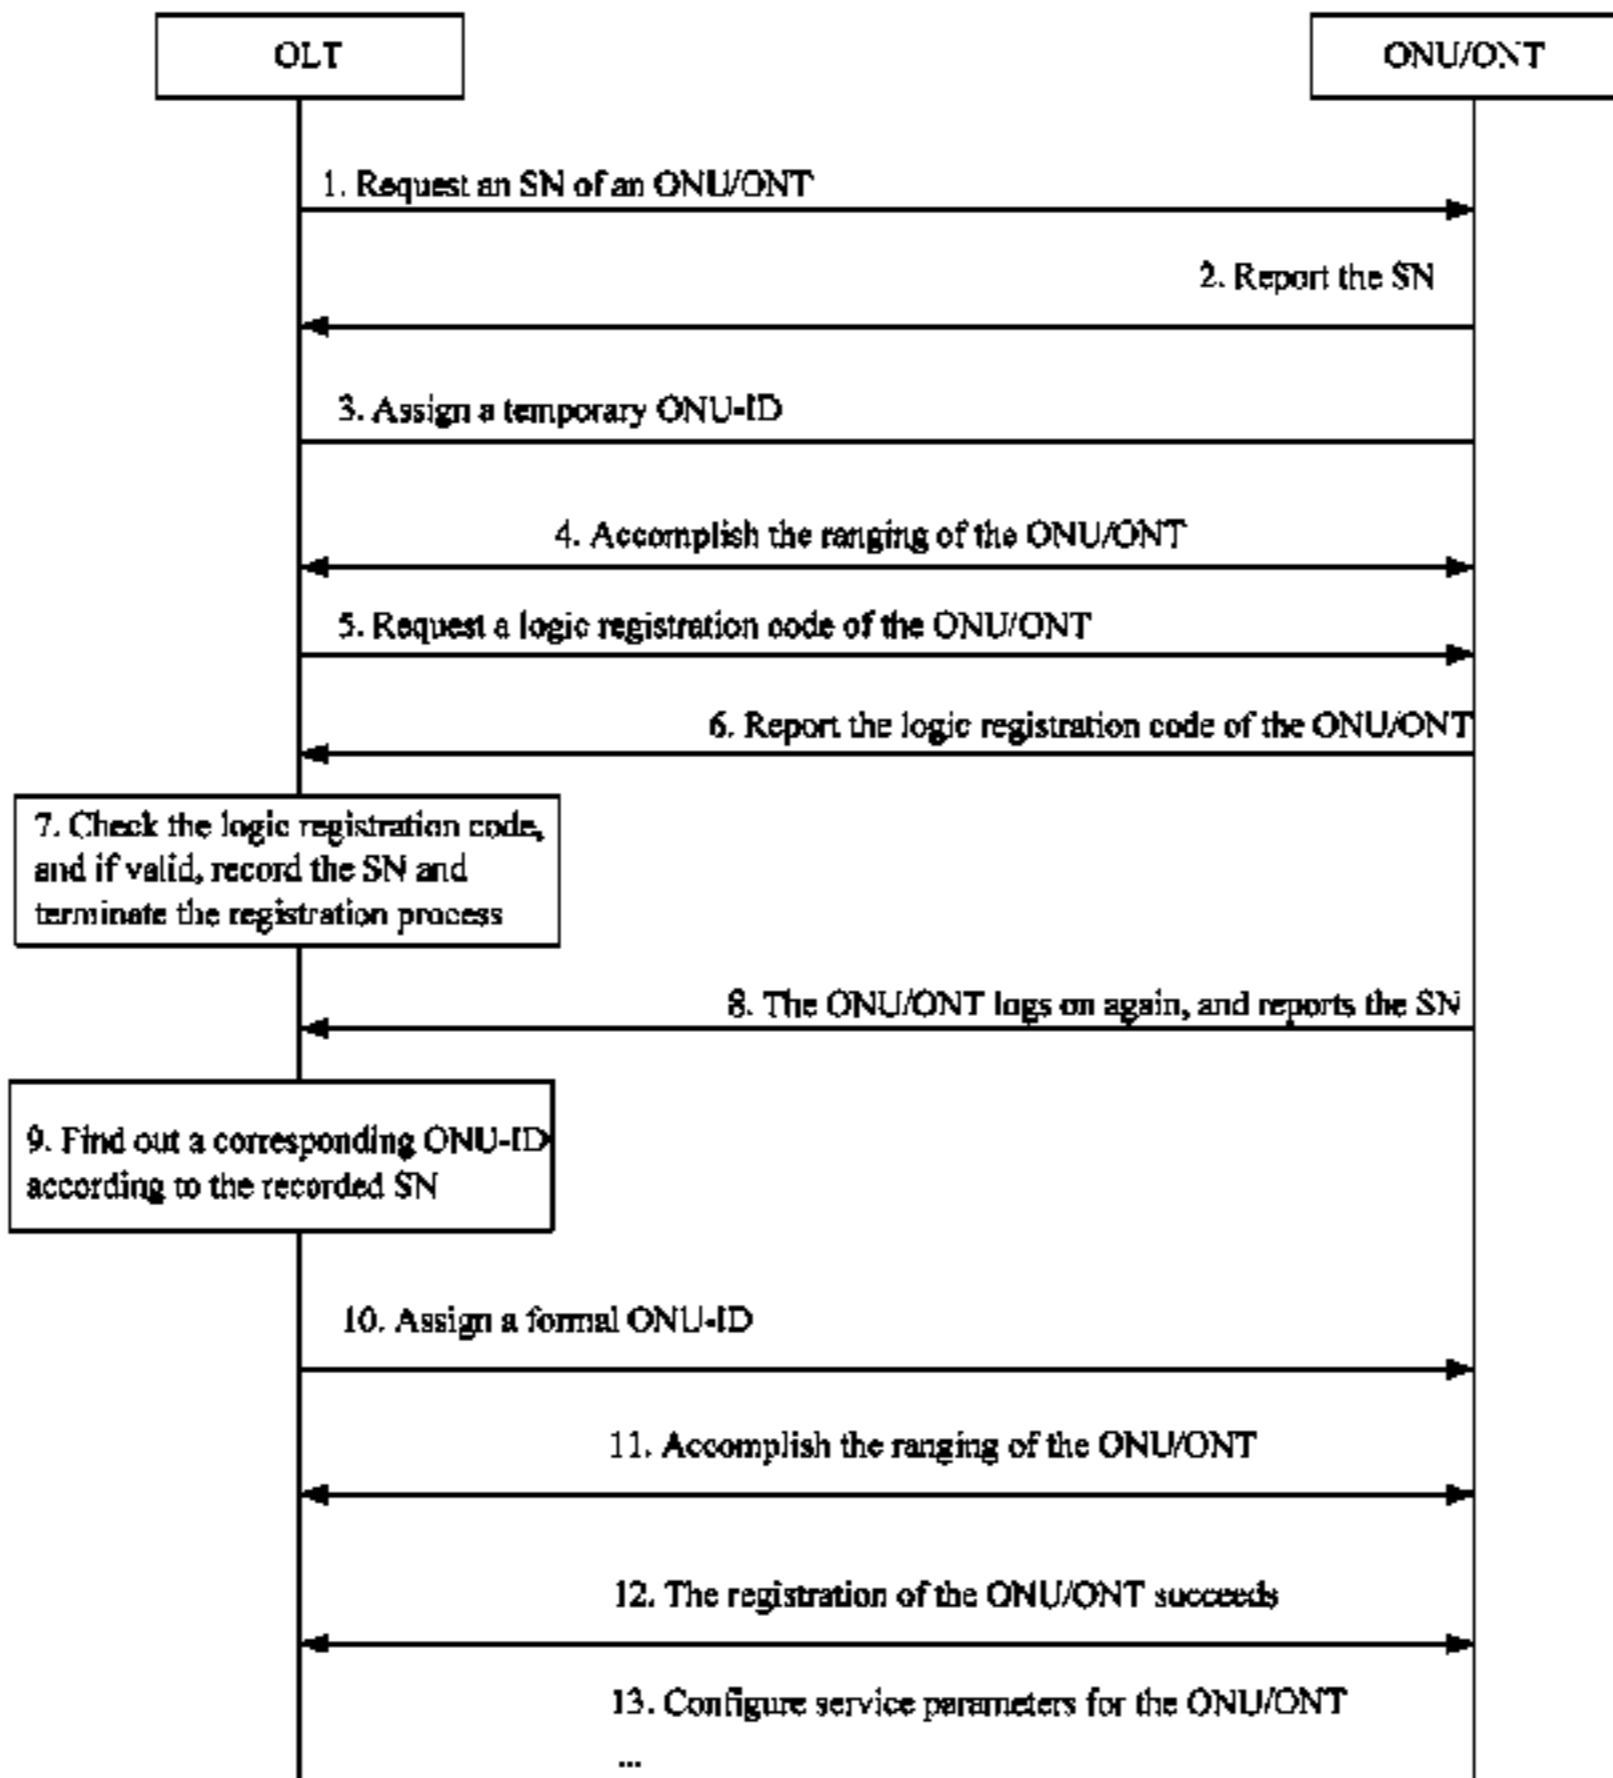 OLT
ONU/ONT
1. Request an SN of an ONU/ONT
2. Report the SN
3. Assign a temporary ONU-ID
4. Accomplish the ranging of the ONU/ONT
5. Request a logic registration code of the ONU/ONT
6. Report the logic registration code of the ONU/ONT
7. Check the logic registration code,
and if valid, record the SN and
terminate the registration process
8. The ONU/ONT logs on again, and reports the SN
9. Find out a corresponding ONU-ID
according to the recorded SN
10. Assign a formal ONU-ID
11. Accomplish the ranging of the ONU/ONT
12. The registration of the ONU/ONT succeeds
13. Configure service parameters for the ONU/ONT
...